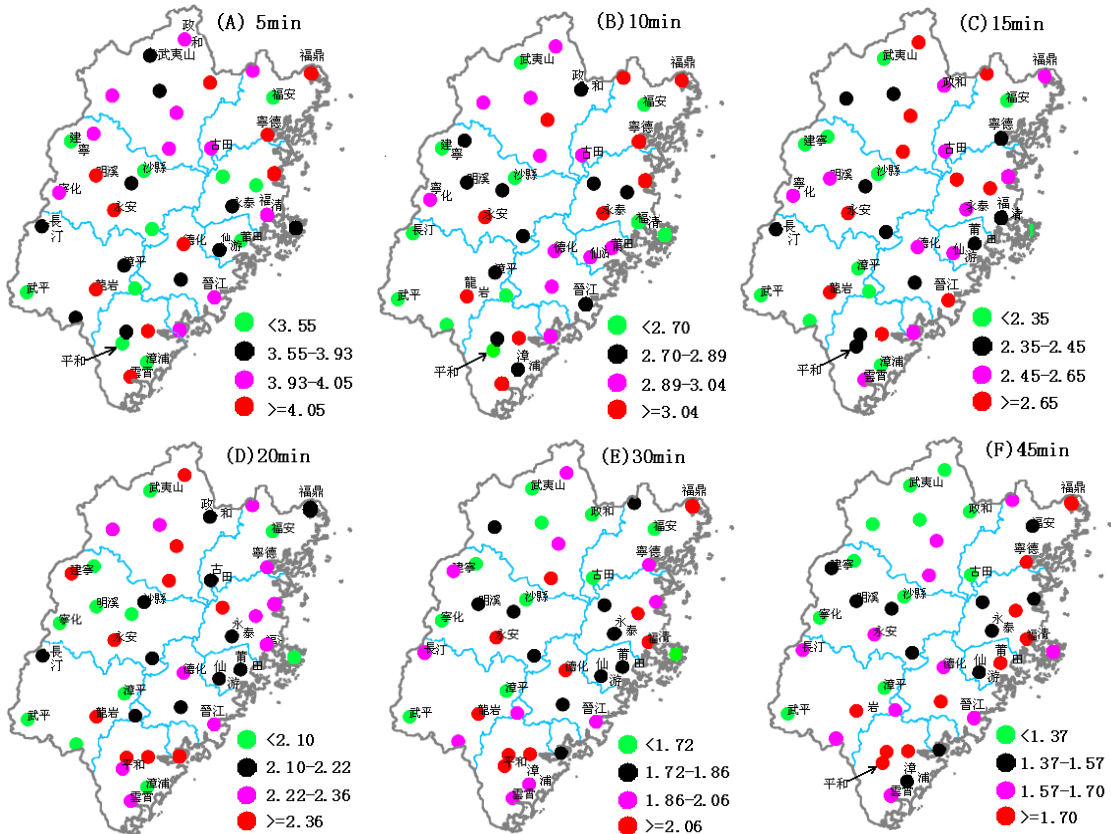 (A) 5min
政和
武夷山
福鼎
福安
建寧
寧德
古田
明溪
沙縣
寧化
永安
永泰
福清
長汀
德化
仙游
莆田
漳平
武平
龍岩
晉江
平和
漳浦
雲霄
<3.55
3.55-3.93
3.93-4.05
>=4.05
(B)10min
武夷山
政和
福鼎
福安
寧德
建寧
古田
明溪
沙縣
寧化
永安
永泰
福清
長汀
德化
仙游
莆田
漳平
武平
龍岩
晉江
平和
漳浦
雲霄
<2.70
2.70-2.89
2.89-3.04
>=3.04
(C)15min
武夷山
政和
福鼎
福安
寧德
建寧
古田
明溪
沙縣
寧化
永安
永泰
福清
長汀
德化
仙游
莆田
漳平
武平
龍岩
晉江
平和
漳浦
雲霄
<2.35
2.35-2.45
2.45-2.65
>=2.65
(D)20min
武夷山
政和
福鼎
福安
寧德
建寧
古田
明溪
沙縣
寧化
永安
永泰
福
長汀
德化
仙游
莆田
漳平
武平
龍岩
晉江
平和
漳浦
雲霄
<2.10
2.10-2.22
2.22-2.36
>=2.36
(E)30min
武夷山
政和
福鼎
福安
寧德
建寧
古田
明溪
沙縣
寧化
永安
永泰
福清
長汀
德化
仙游
莆田
漳平
武平
龍岩
晉江
平和
漳浦
雲霄
<1.72
1.72-1.86
1.86-2.06
>=2.06
(F)45min
武夷山
政和
福鼎
福安
寧德
建寧
古田
明溪
沙縣
寧化
永安
永泰
福清
長汀
德化
仙游
莆田
漳平
武平
岩
晉江
平和
漳浦
雲霄
<1.37
1.37-1.57
1.57-1.70
>=1.70